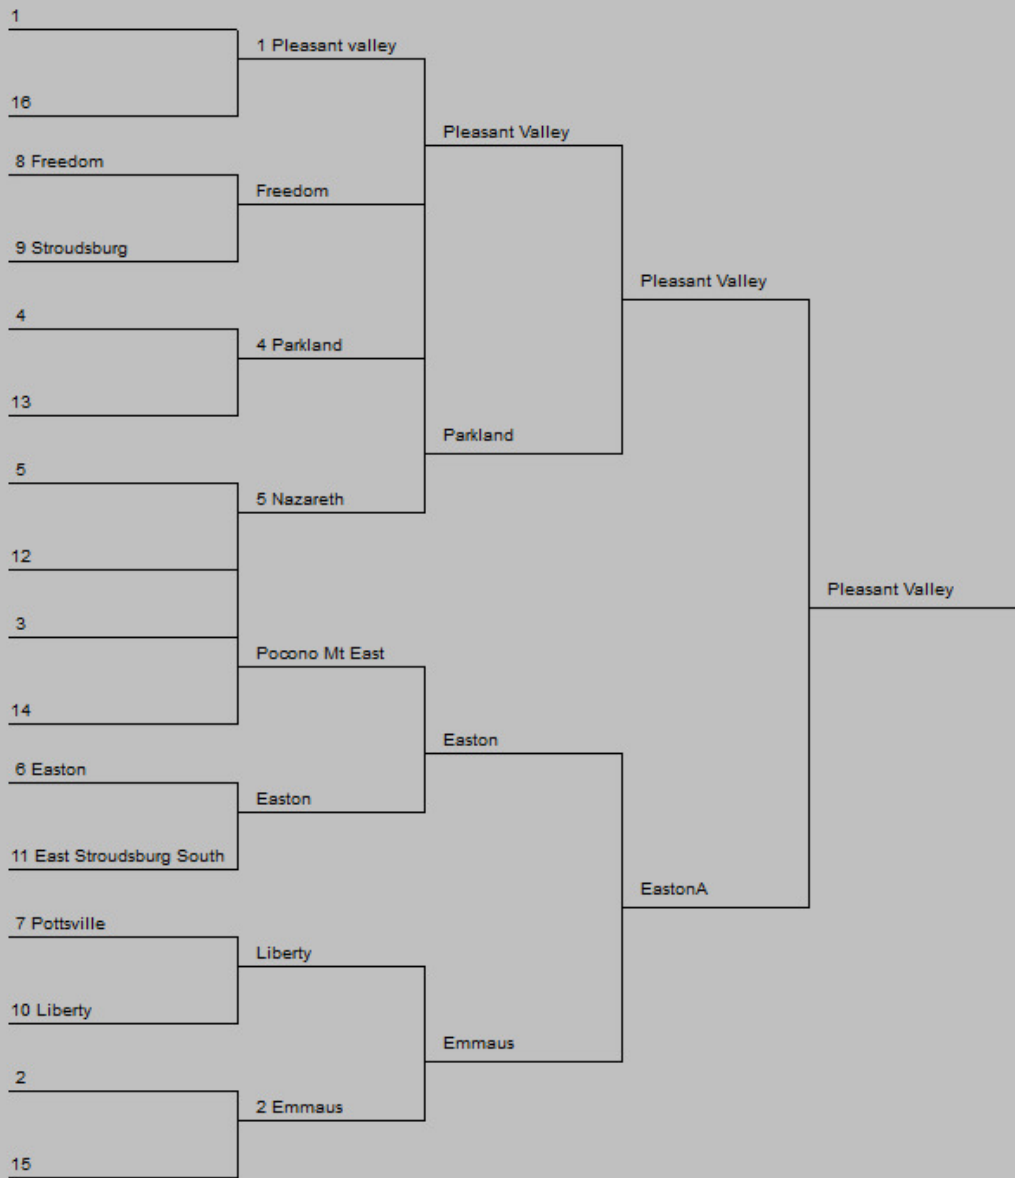 1
1 Pleasant valley
16
Pleasant Valley
8 Freedom
Freedom
9 Stroudsburg
Pleasant Valley
4
4 Parkland
13
Parkland
5
5 Nazareth
12
Pleasant Valley
3
Pocono Mt East
14
Easton
6 Easton
Easton
11 East Stroudsburg South
EastonA
7 Pottsville
Liberty
10 Liberty
Emmaus
2
2 Emmaus
15